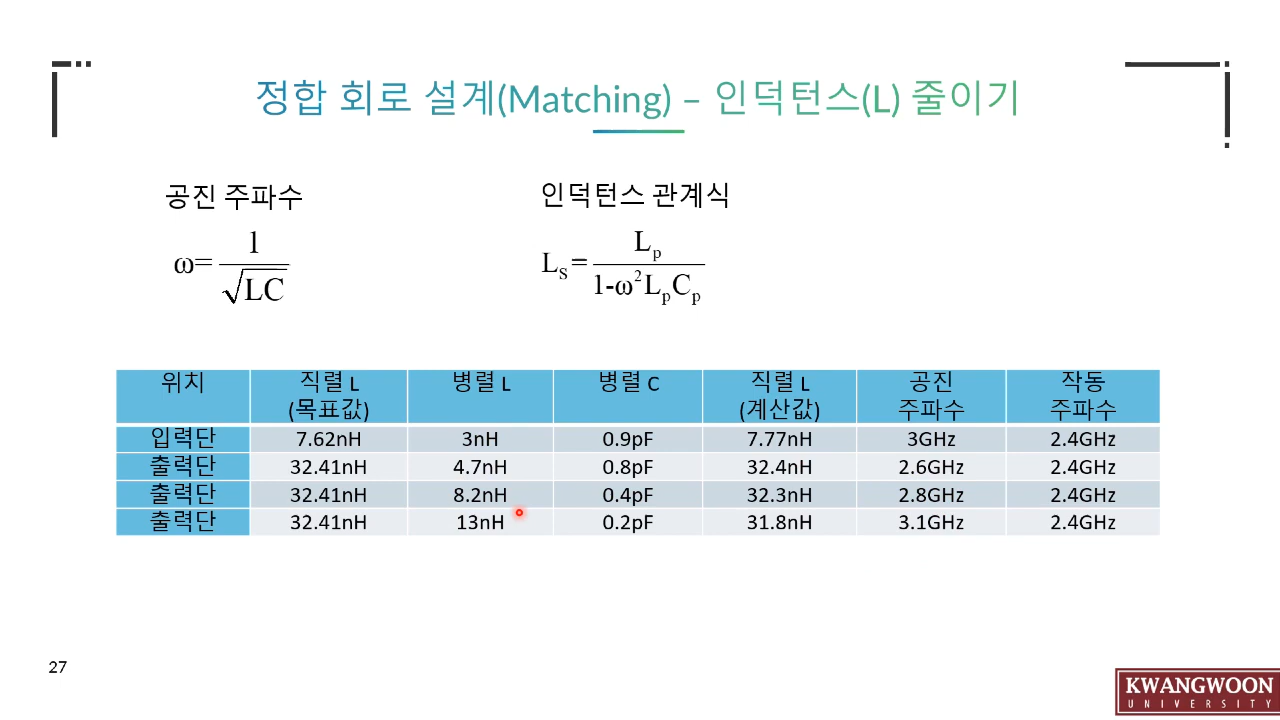 정합 회로 설계(Matching) – 인덕턴스(L) 줄이기
공진 주파수
인덕턴스 관계식
ω=1/√LC
L_S=L_p/1-ω²L_pC_p
위치 직렬 L (목표값) 병렬 L 병렬 C 직렬 L (계산값) 공진 주파수 작동 주파수
입력단 7.62nH 3nH 0.9pF 7.77nH 3GHz 2.4GHz
출력단 32.41nH 4.7nH 0.8pF 32.4nH 2.6GHz 2.4GHz
출력단 32.41nH 8.2nH 0.4pF 32.3nH 2.8GHz 2.4GHz
출력단 32.41nH 13nH 0.2pF 31.8nH 3.1GHz 2.4GHz
27
KWANGWOON
UNIVERSITY